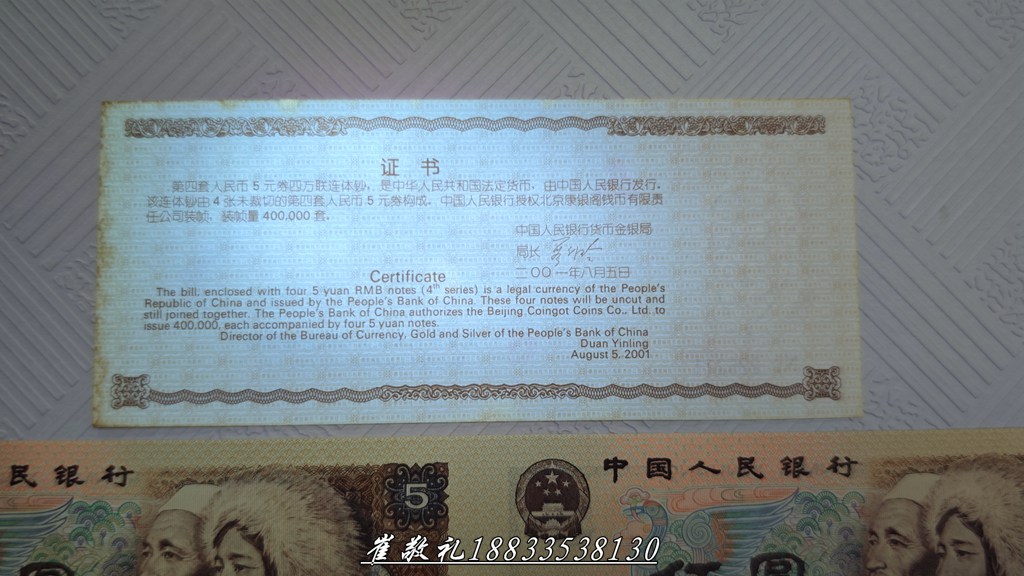 证书
第四套人民币5元券四方联连体钞，是中华人民共和国法定货币，由中国人民银行发行。
该连体钞由4张未裁切的第四套人民币5元券构成。中国人民银行授权北京康银阁钱币有限责
任公司装帧，装帧量400,000套。
中国人民银行货币金银局
局长
二〇〇一年八月五日
Certificate
The bill, enclosed with four 5 yuan RMB notes (4th series) is a legal currency of the People's
Republic of China and issued by the People's Bank of China. These four notes will be uncut and
still joined together. The People's Bank of China authorizes the Beijing Coingot Coins Co., Ltd. to
issue 400,000, each accompanied by four 5 yuan notes.
Director of the Bureau of Currency, Gold and Silver of the People's Bank of China
Duan Yinling
August 5, 2001
民银行
5
中国人民银行
崔敬礼18833538130